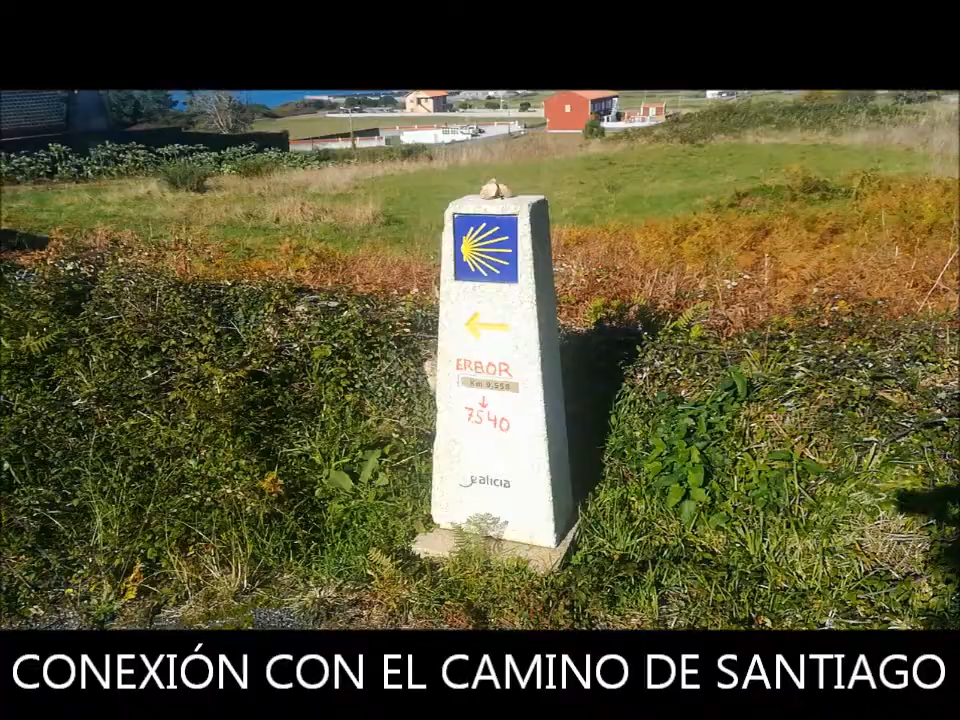 ERBOR
Km 9,558
7540
galicia
CONEXIÓN CON EL CAMINO DE SANTIAGO